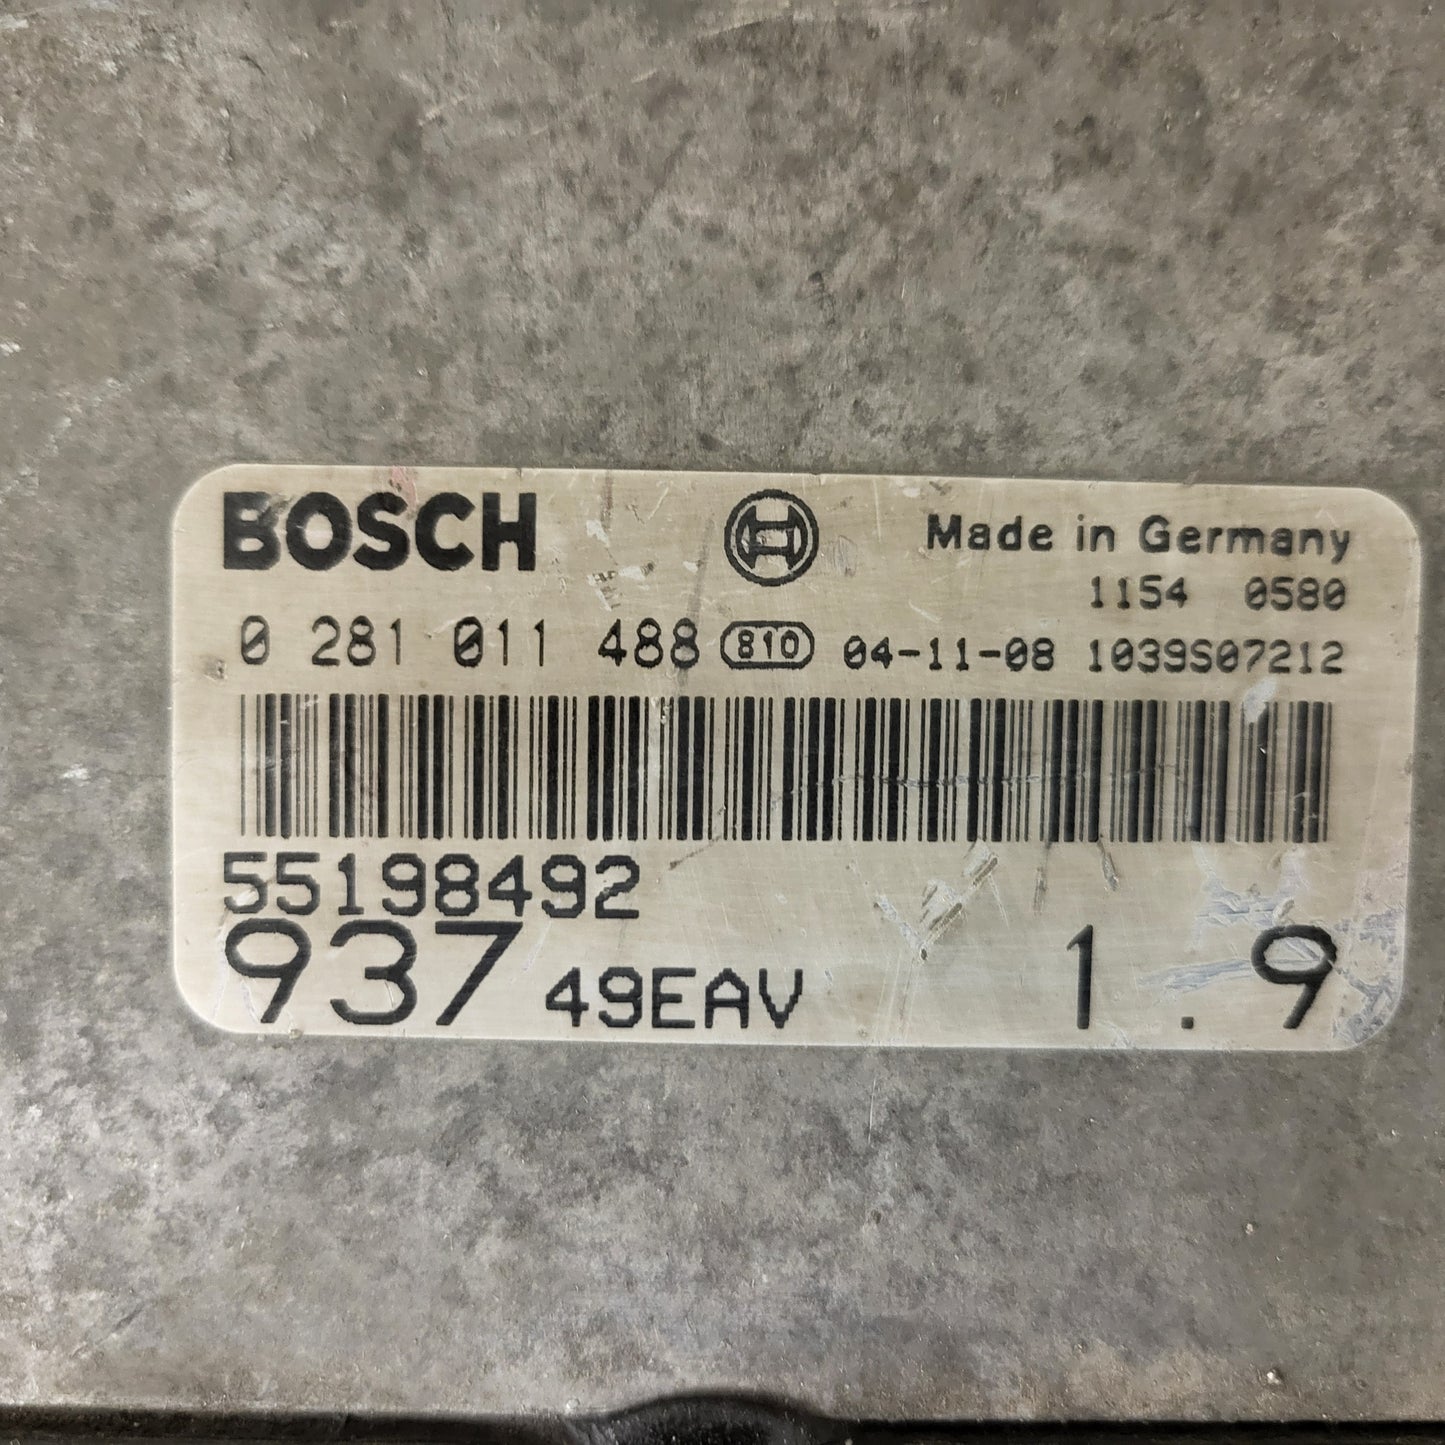 BOSCH
Made in Germany
1154 0580
0 281 011 488 810 04-11-08 1039S07212
55198492
937 49EAV 1.9